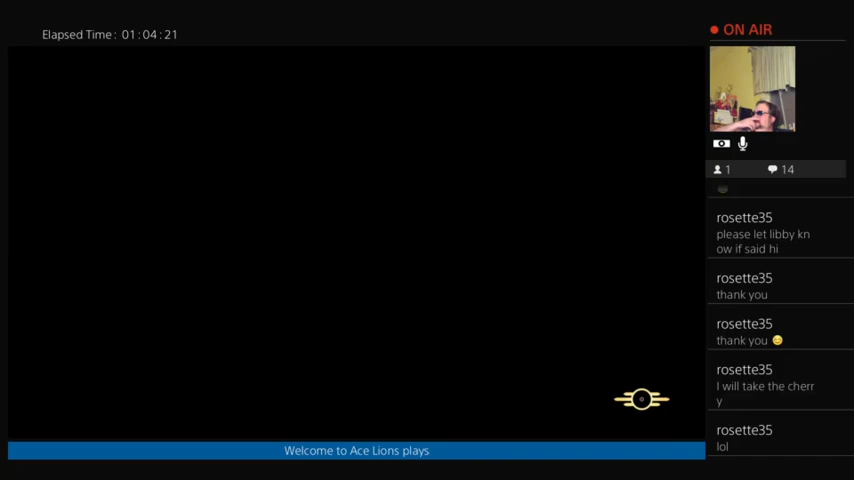 Elapsed Time: 01:04:21
ON AIR
1
14
rosette35
please let libby kn
ow if said hi
rosette35
thank you
rosette35
thank you 😊
rosette35
I will take the cherr
y
rosette35
lol
Welcome to Ace Lions plays